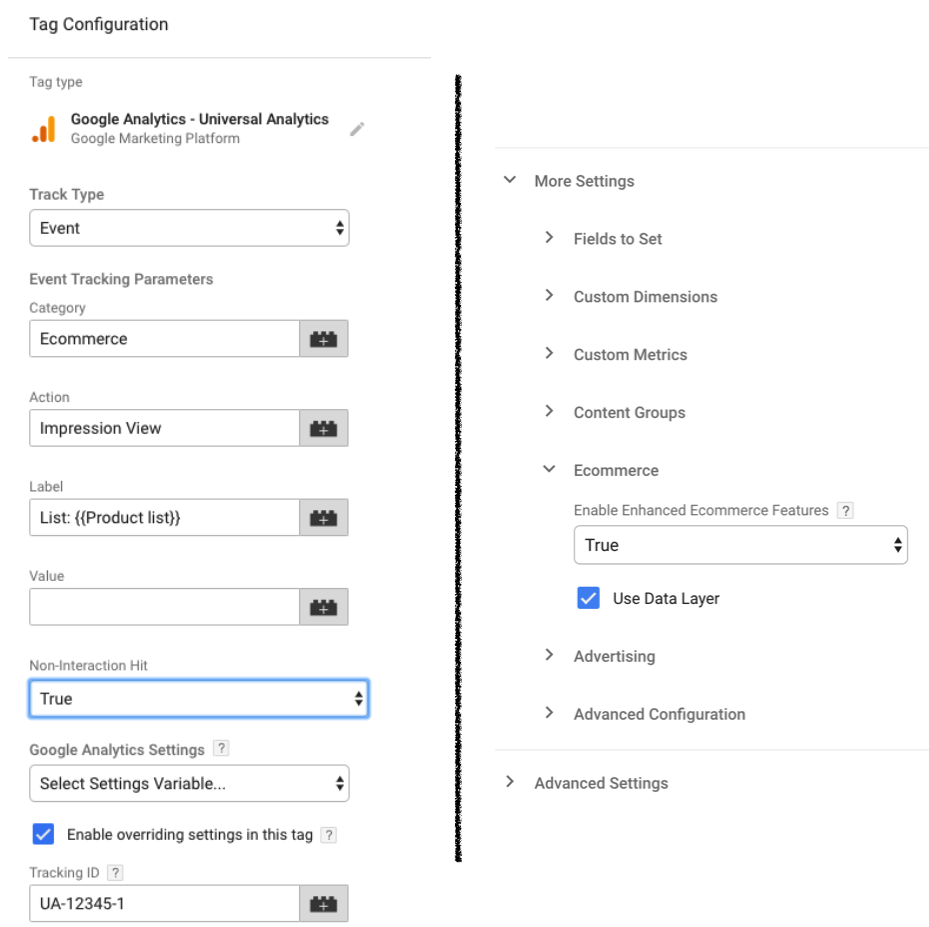 Tag Configuration
Tag type
Google Analytics - Universal Analytics
Google Marketing Platform
Track Type
Event
Event Tracking Parameters
Category
Ecommerce
Action
Impression View
Label
List: {{Product list}}
Value
Non-Interaction Hit
True
Google Analytics Settings ?
Select Settings Variable...
Enable overriding settings in this tag ?
Tracking ID ?
UA-12345-1
More Settings
Fields to Set
Custom Dimensions
Custom Metrics
Content Groups
Ecommerce
Enable Enhanced Ecommerce Features ?
True
Use Data Layer
Advertising
Advanced Configuration
Advanced Settings